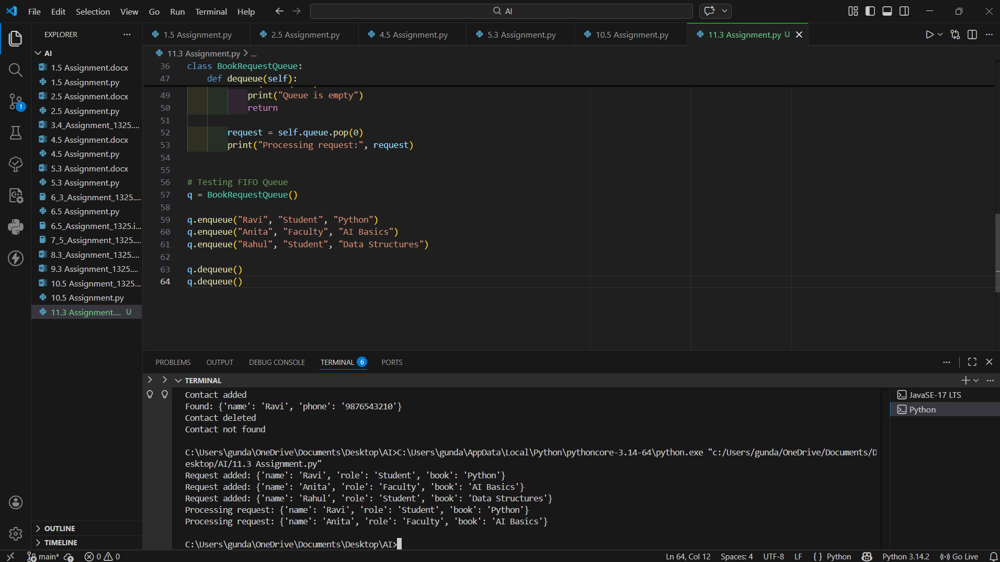 File Edit Selection View Go Run Terminal Help
AI
EXPLORER
AI
1.5 Assignment.docx
1.5 Assignment.py
2.5 Assignment.docx
2.5 Assignment.py
3.4_Assignment_1325....
4.5 Assignment.docx
4.5 Assignment.py
5.3 Assignment.docx
5.3 Assignment.py
6_3_Assignment_1325....
6.5 Assignment.py
6.5_Assignment_1325.i...
7_5_Assignment_1325....
8.3_Assignment_1325....
9.3 Assignment_1325....
10.5 Assignment_1325...
10.5 Assignment.py
11.3 Assignment.... U
OUTLINE
TIMELINE
1
1.5 Assignment.py 2.5 Assignment.py 4.5 Assignment.py 5.3 Assignment.py 10.5 Assignment.py 11.3 Assignment.py U
11.3 Assignment.py > ...
36 class BookRequestQueue:
47 def dequeue(self):
49 print("Queue is empty")
50 return
51
52 request = self.queue.pop(0)
53 print("Processing request:", request)
54
55
56 # Testing FIFO Queue
57 q = BookRequestQueue()
58
59 q.enqueue("Ravi", "Student", "Python")
60 q.enqueue("Anita", "Faculty", "AI Basics")
61 q.enqueue("Rahul", "Student", "Data Structures")
62
63 q.dequeue()
64 q.dequeue()
PROBLEMS OUTPUT DEBUG CONSOLE TERMINAL 6 PORTS
TERMINAL
Contact added
Found: {'name': 'Ravi', 'phone': '9876543210'}
Contact deleted
Contact not found
C:\Users\gunda\OneDrive\Documents\Desktop\AI>C:\Users\gunda\AppData\Local\Python\pythoncore-3.14-64\python.exe "c:/Users/gunda/OneDrive/Documents/D
esktop/AI/11.3 Assignment.py"
Request added: {'name': 'Ravi', 'role': 'Student', 'book': 'Python'}
Request added: {'name': 'Anita', 'role': 'Faculty', 'book': 'AI Basics'}
Request added: {'name': 'Rahul', 'role': 'Student', 'book': 'Data Structures'}
Processing request: {'name': 'Ravi', 'role': 'Student', 'book': 'Python'}
Processing request: {'name': 'Anita', 'role': 'Faculty', 'book': 'AI Basics'}
C:\Users\gunda\OneDrive\Documents\Desktop\AI>
JavaSE-17 LTS
Python
main* 0 0 Ln 64, Col 12 Spaces: 4 UTF-8 LF {} Python Python 3.14.2 Go Live